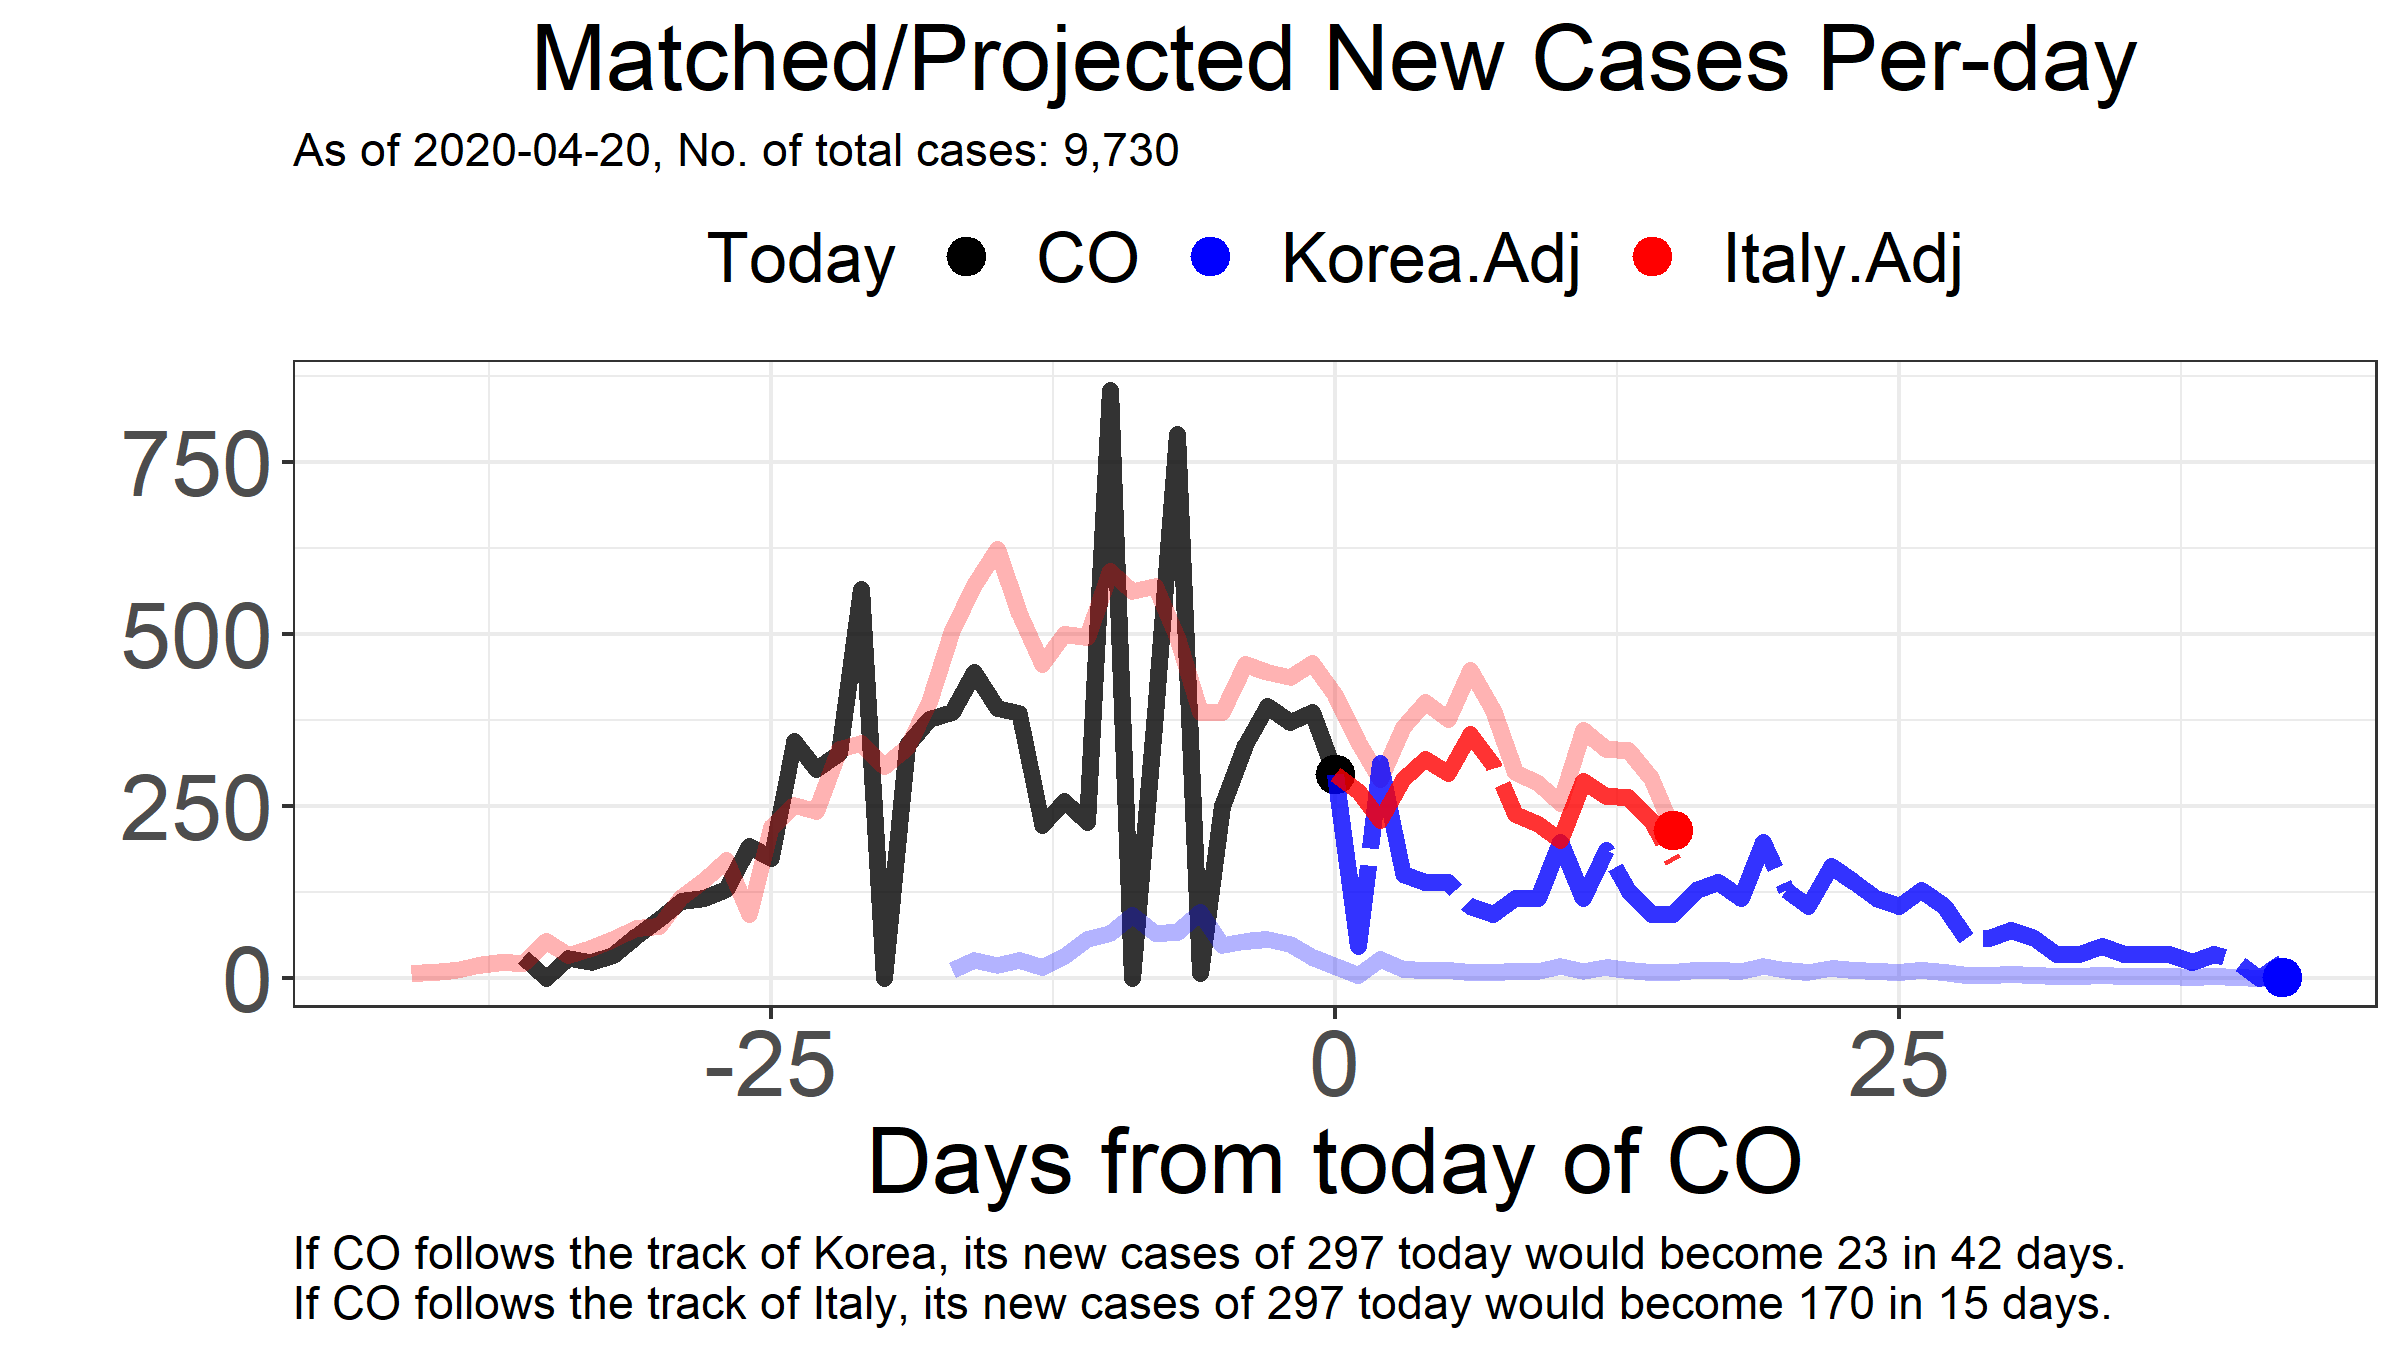 Matched/Projected New Cases Per-day
As of 2020-04-20, No. of total cases: 9,730
Today CO Korea.Adj Italy.Adj
750
500
250
0
-25 0 25
Days from today of CO
If CO follows the track of Korea, its new cases of 297 today would become 23 in 42 days.
If CO follows the track of Italy, its new cases of 297 today would become 170 in 15 days.